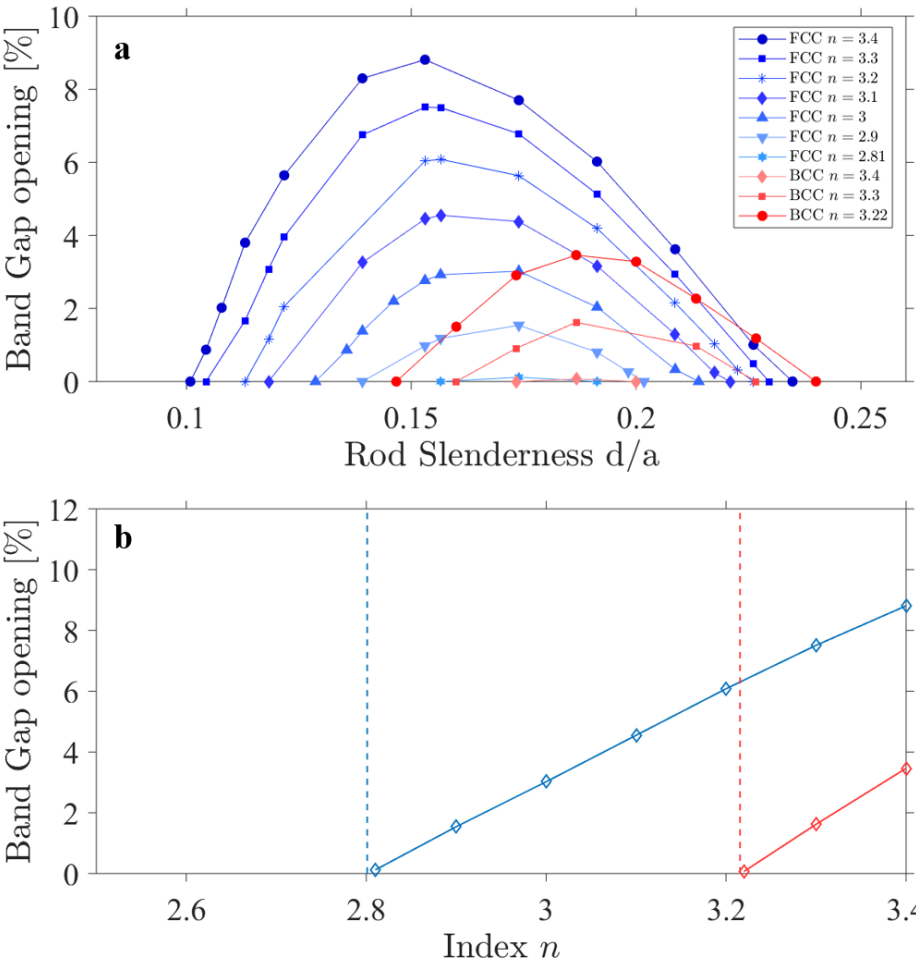 a
Band Gap opening [%]
10
8
6
4
2
0
0.1
0.15
0.2
0.25
Rod Slenderness d/a
FCC n = 3.4
FCC n = 3.3
FCC n = 3.2
FCC n = 3.1
FCC n = 3
FCC n = 2.9
FCC n = 2.81
BCC n = 3.4
BCC n = 3.3
BCC n = 3.22
b
Band Gap opening [%]
12
10
8
6
4
2
0
2.6
2.8
3
3.2
3.4
Index n